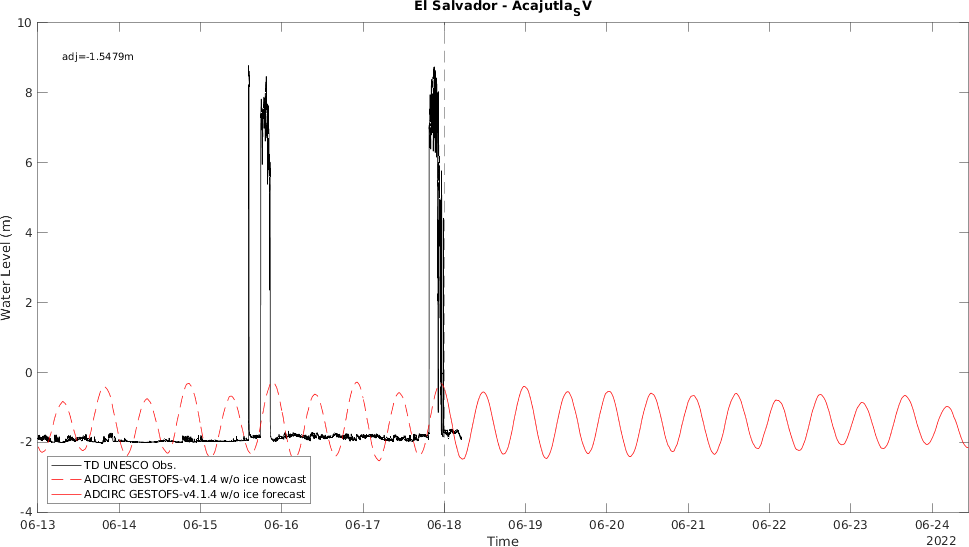 El Salvador - AcajutlaSV
adj=-1.5479m
10
8
6
4
2
0
-2
-4
Water Level (m)
TD UNESCO Obs.
ADCIRC GESTOFS-v4.1.4 w/o ice nowcast
ADCIRC GESTOFS-v4.1.4 w/o ice forecast
06-13 06-14 06-15 06-16 06-17 06-18 06-19 06-20 06-21 06-22 06-23 06-24
Time
2022